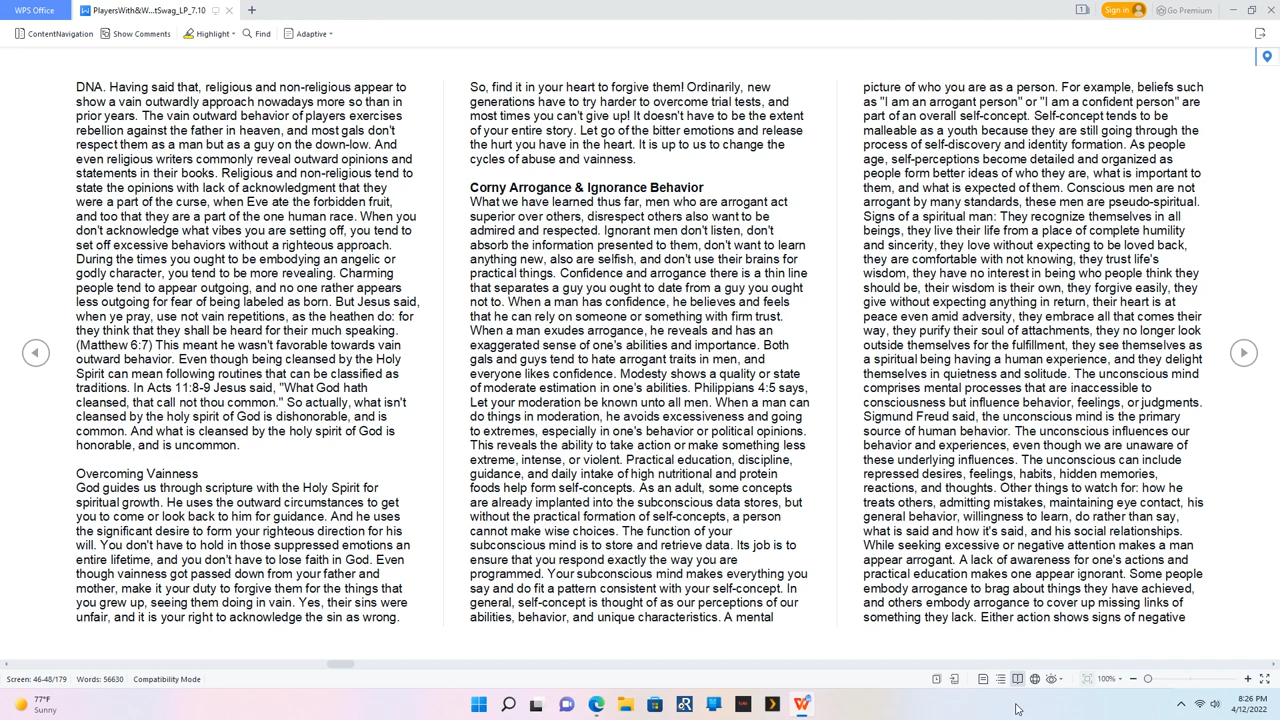 WPS Office
PlayersWith&W...tSwag_LP_7.10
Sign in
Go Premium
ContentNavigation
Show Comments
Highlight
Find
Adaptive
DNA. Having said that, religious and non-religious appear to
show a vain outwardly approach nowadays more so than in
prior years. The vain outward behavior of players exercises
rebellion against the father in heaven, and most gals don't
respect them as a man but as a guy on the down-low. And
even religious writers commonly reveal outward opinions and
statements in their books. Religious and non-religious tend to
state the opinions with lack of acknowledgment that they
were a part of the curse, when Eve ate the forbidden fruit,
and too that they are a part of the one human race. When you
don't acknowledge what vibes you are setting off, you tend to
set off excessive behaviors without a righteous approach.
During the times you ought to be embodying an angelic or
godly character, you tend to be more revealing. Charming
people tend to appear outgoing, and no one rather appears
less outgoing for fear of being labeled as born. But Jesus said,
when ye pray, use not vain repetitions, as the heathen do: for
they think that they shall be heard for their much speaking.
(Matthew 6:7) This meant he wasn't favorable towards vain
outward behavior. Even though being cleansed by the Holy
Spirit can mean following routines that can be classified as
traditions. In Acts 11:8-9 Jesus said, "What God hath
cleansed, that call not thou common." So actually, what isn't
cleansed by the holy spirit of God is dishonorable, and is
common. And what is cleansed by the holy spirit of God is
honorable, and is uncommon.
Overcoming Vainness
God guides us through scripture with the Holy Spirit for
spiritual growth. He uses the outward circumstances to get
you to come or look back to him for guidance. And he uses
the significant desire to form your righteous direction for his
will. You don't have to hold in those suppressed emotions an
entire lifetime, and you don't have to lose faith in God. Even
though vainness got passed down from your father and
mother, make it your duty to forgive them for the things that
you grew up, seeing them doing in vain. Yes, their sins were
unfair, and it is your right to acknowledge the sin as wrong.
So, find it in your heart to forgive them! Ordinarily, new
generations have to try harder to overcome trial tests, and
most times you can't give up! It doesn't have to be the extent
of your entire story. Let go of the bitter emotions and release
the hurt you have in the heart. It is up to us to change the
cycles of abuse and vainness.
Corny Arrogance & Ignorance Behavior
What we have learned thus far, men who are arrogant act
superior over others, disrespect others also want to be
admired and respected. Ignorant men don't listen, don't
absorb the information presented to them, don't want to learn
anything new, also are selfish, and don't use their brains for
practical things. Confidence and arrogance there is a thin line
that separates a guy you ought to date from a guy you ought
not to. When a man has confidence, he believes and feels
that he can rely on someone or something with firm trust.
When a man exudes arrogance, he reveals and has an
exaggerated sense of one's abilities and importance. Both
gals and guys tend to hate arrogant traits in men, and
everyone likes confidence. Modesty shows a quality or state
of moderate estimation in one's abilities. Philippians 4:5 says,
Let your moderation be known unto all men. When a man can
do things in moderation, he avoids excessiveness and going
to extremes, especially in one's behavior or political opinions.
This reveals the ability to take action or make something less
extreme, intense, or violent. Practical education, discipline,
guidance, and daily intake of high nutritional and protein
foods help form self-concepts. As an adult, some concepts
are already implanted into the subconscious data stores, but
without the practical formation of self-concepts, a person
cannot make wise choices. The function of your
subconscious mind is to store and retrieve data. Its job is to
ensure that you respond exactly the way you are
programmed. Your subconscious mind makes everything you
say and do fit a pattern consistent with your self-concept. In
general, self-concept is thought of as our perceptions of our
abilities, behavior, and unique characteristics. A mental
picture of who you are as a person. For example, beliefs such
as "I am an arrogant person" or "I am a confident person" are
part of an overall self-concept. Self-concept tends to be
malleable as a youth because they are still going through the
process of self-discovery and identity formation. As people
age, self-perceptions become detailed and organized as
people form better ideas of who they are, what is important to
them, and what is expected of them. Conscious men are not
arrogant by many standards, these men are pseudo-spiritual.
Signs of a spiritual man: They recognize themselves in all
beings, they live their life from a place of complete humility
and sincerity, they love without expecting to be loved back,
they are comfortable with not knowing, they trust life's
wisdom, they have no interest in being who people think they
should be, their wisdom is their own, they forgive easily, they
give without expecting anything in return, their heart is at
peace even amid adversity, they embrace all that comes their
way, they purify their soul of attachments, they no longer look
outside themselves for the fulfillment, they see themselves as
a spiritual being having a human experience, and they delight
themselves in quietness and solitude. The unconscious mind
comprises mental processes that are inaccessible to
consciousness but influence behavior, feelings, or judgments.
Sigmund Freud said, the unconscious mind is the primary
source of human behavior. The unconscious influences our
behavior and experiences, even though we are unaware of
these underlying influences. The unconscious can include
repressed desires, feelings, habits, hidden memories,
reactions, and thoughts. Other things to watch for: how he
treats others, admitting mistakes, maintaining eye contact, his
general behavior, willingness to learn, do rather than say,
what is said and how it's said, and his social relationships.
While seeking excessive or negative attention makes a man
appear arrogant. A lack of awareness for one's actions and
practical education makes one appear ignorant. Some people
embody arrogance to brag about things they have achieved,
and others embody arrogance to cover up missing links of
something they lack. Either action shows signs of negative
Screen: 46-48/179
Words: 56630
Compatibility Mode
100%
77°F
Sunny
8:26 PM
4/12/2022